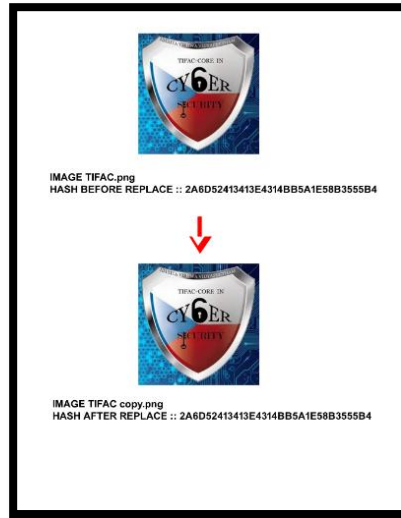 TIFAC-CORE IN
CY6ER
SECURITY
IMAGE TIFAC.png
HASH BEFORE REPLACE :: 2A6D52413413E4314BB5A1E58B3555B4
TIFAC-CORE IN
CY6ER
SECURITY
IMAGE TIFAC copy.png
HASH AFTER REPLACE :: 2A6D52413413E4314BB5A1E58B3555B4